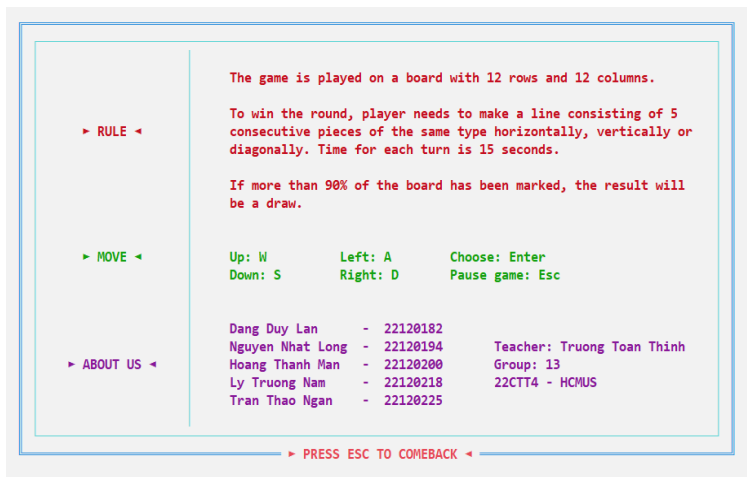 The game is played on a board with 12 rows and 12 columns.
► RULE ◄
To win the round, player needs to make a line consisting of 5
consecutive pieces of the same type horizontally, vertically or
diagonally. Time for each turn is 15 seconds.
If more than 90% of the board has been marked, the result will
be a draw.
► MOVE ◄
Up: W Left: A Choose: Enter
Down: S Right: D Pause game: Esc
► ABOUT US ◄
Dang Duy Lan - 22120182
Nguyen Nhat Long - 22120194 Teacher: Truong Toan Thinh
Hoang Thanh Man - 22120200 Group: 13
Ly Truong Nam - 22120218 22CTT4 - HCMUS
Tran Thao Ngan - 22120225
► PRESS ESC TO COMEBACK ◄